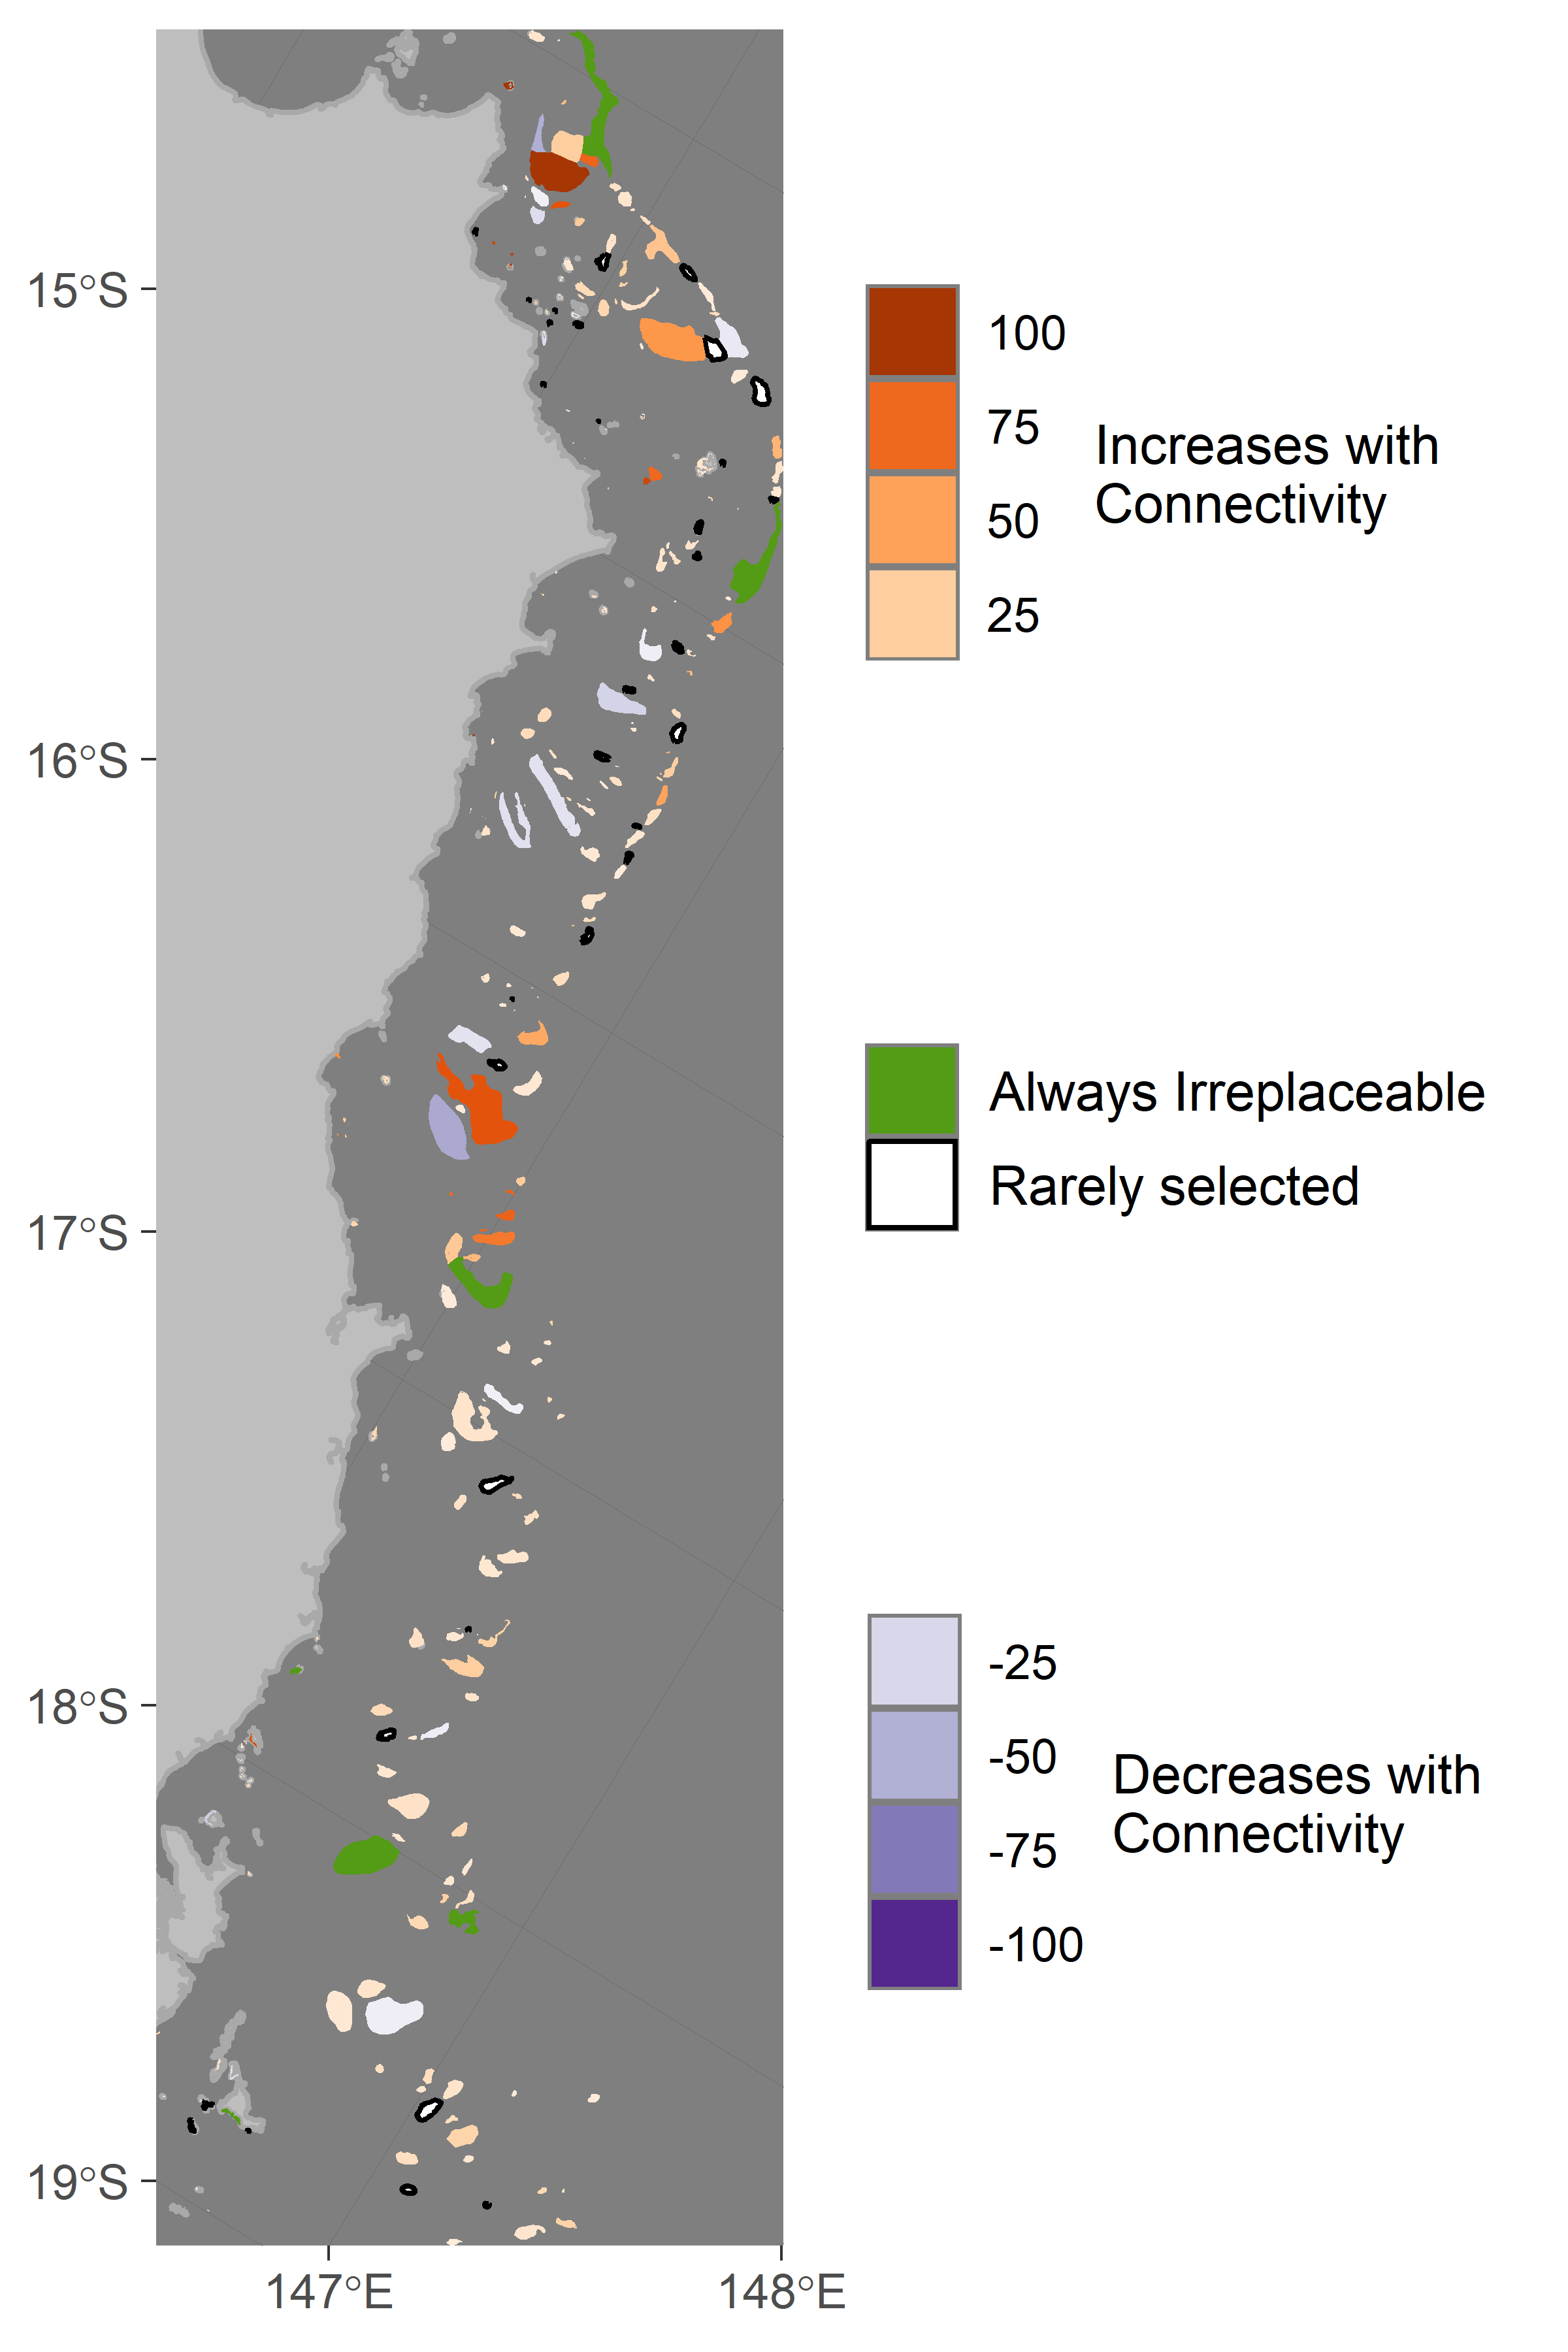 15°S
16°S
17°S
18°S
19°S
147°E
148°E
100
75
50
25
Increases with
Connectivity
Always Irreplaceable
Rarely selected
-25
-50
-75
-100
Decreases with
Connectivity